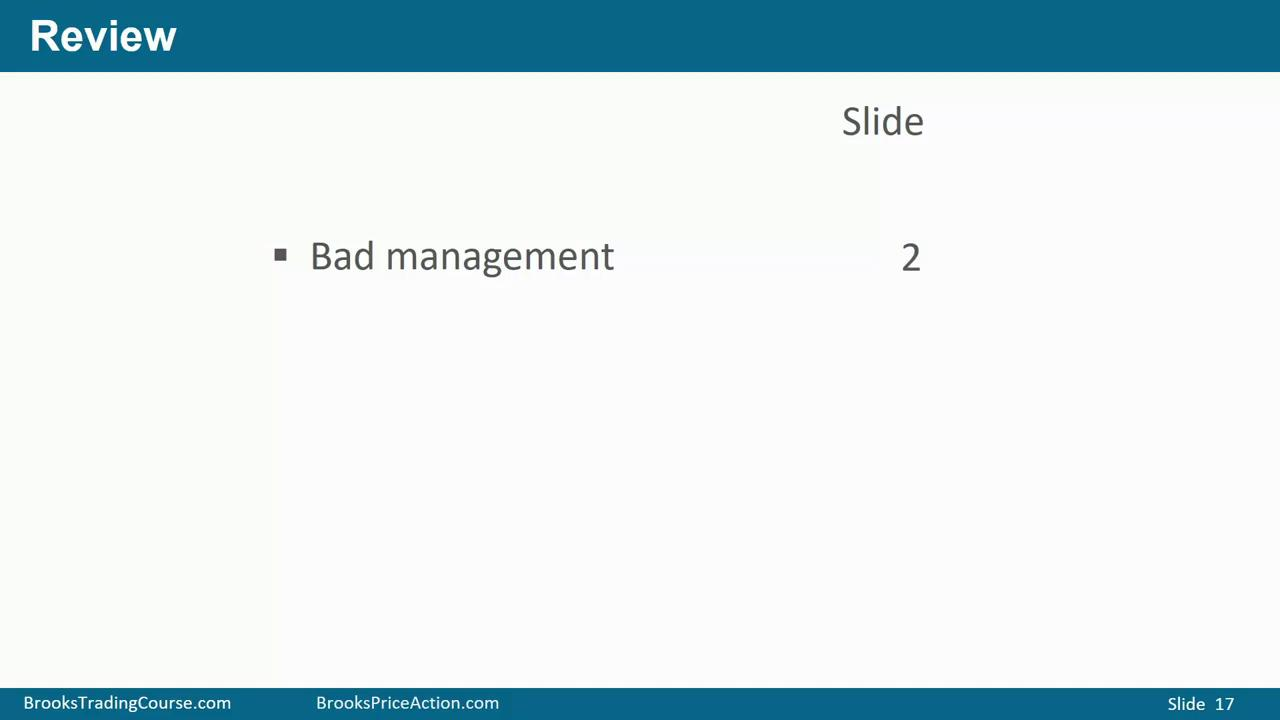 Review
Slide
▪ Bad management 2
BrooksTradingCourse.com BrooksPriceAction.com Slide 17